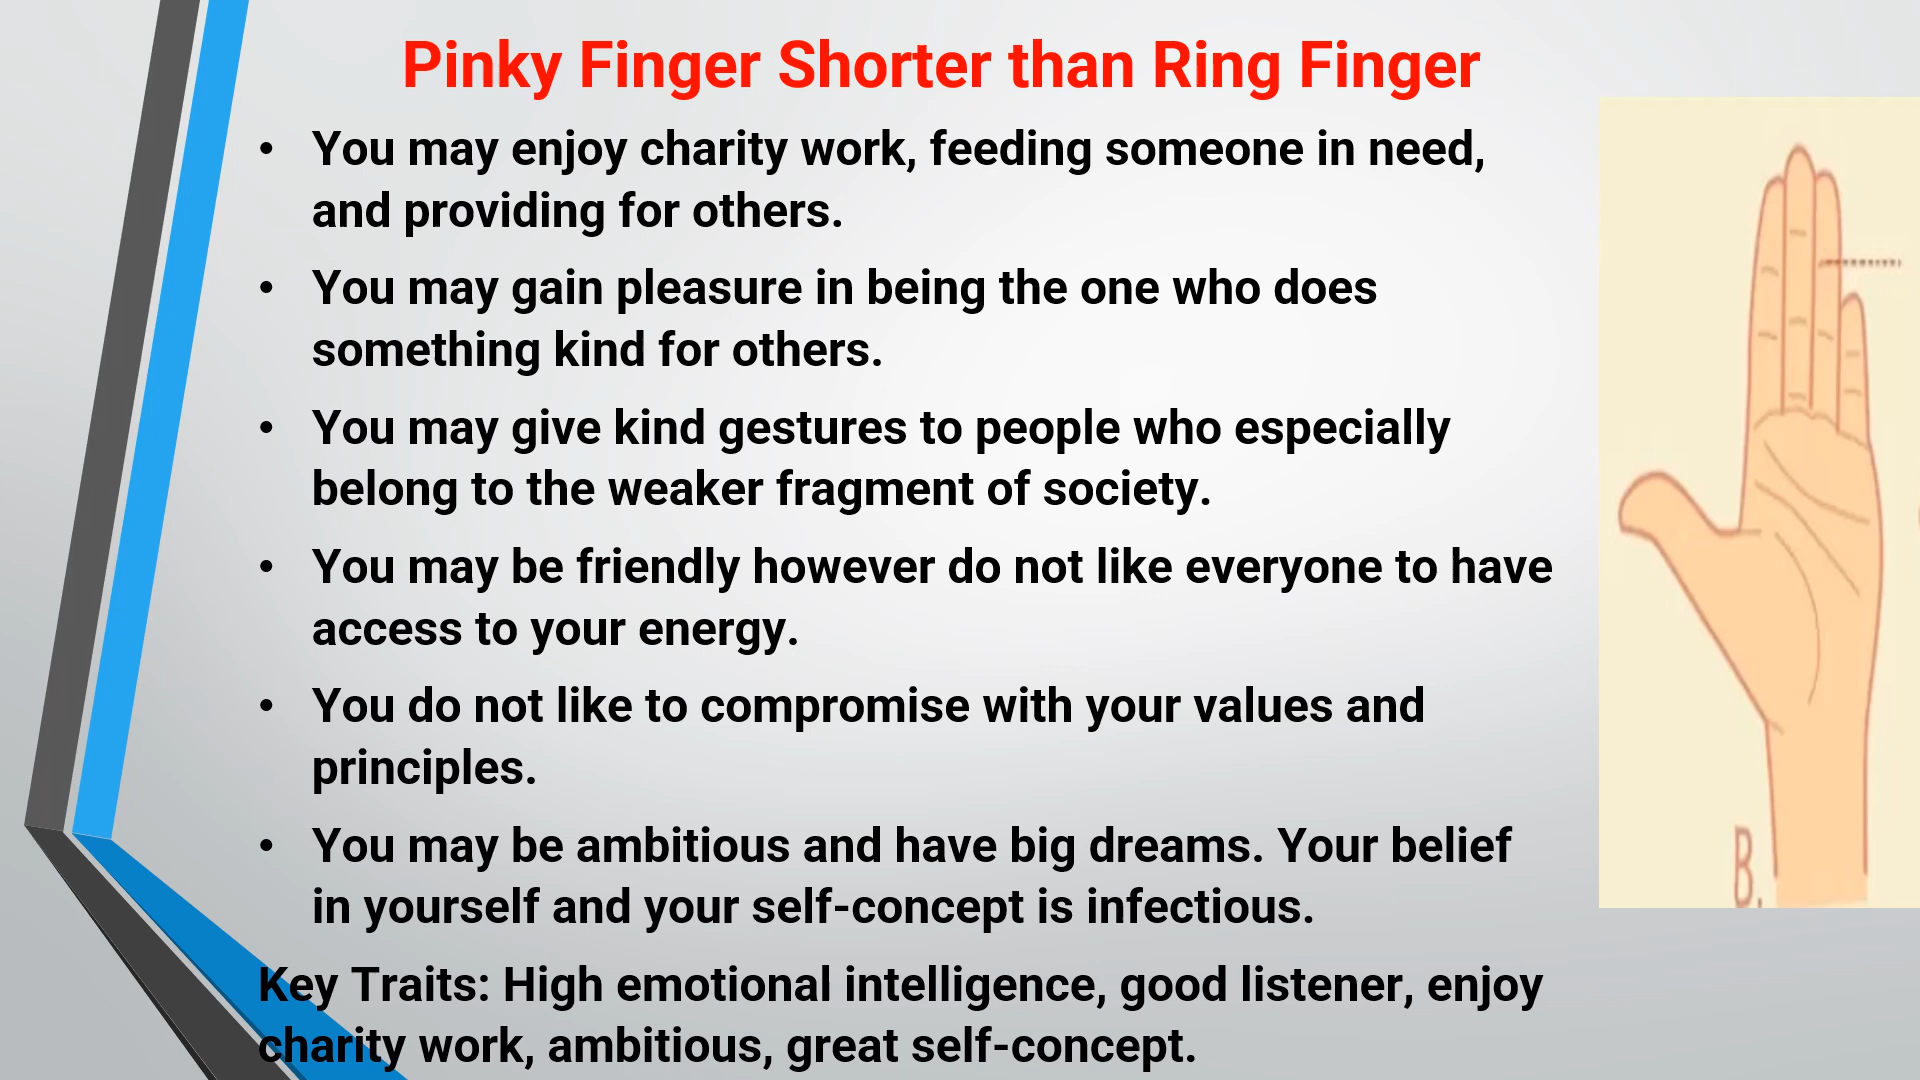 Pinky Finger Shorter than Ring Finger
• You may enjoy charity work, feeding someone in need,
and providing for others.
• You may gain pleasure in being the one who does
something kind for others.
• You may give kind gestures to people who especially
belong to the weaker fragment of society.
• You may be friendly however do not like everyone to have
access to your energy.
• You do not like to compromise with your values and
principles.
• You may be ambitious and have big dreams. Your belief
in yourself and your self-concept is infectious.
Key Traits: High emotional intelligence, good listener, enjoy
charity work, ambitious, great self-concept.
B.